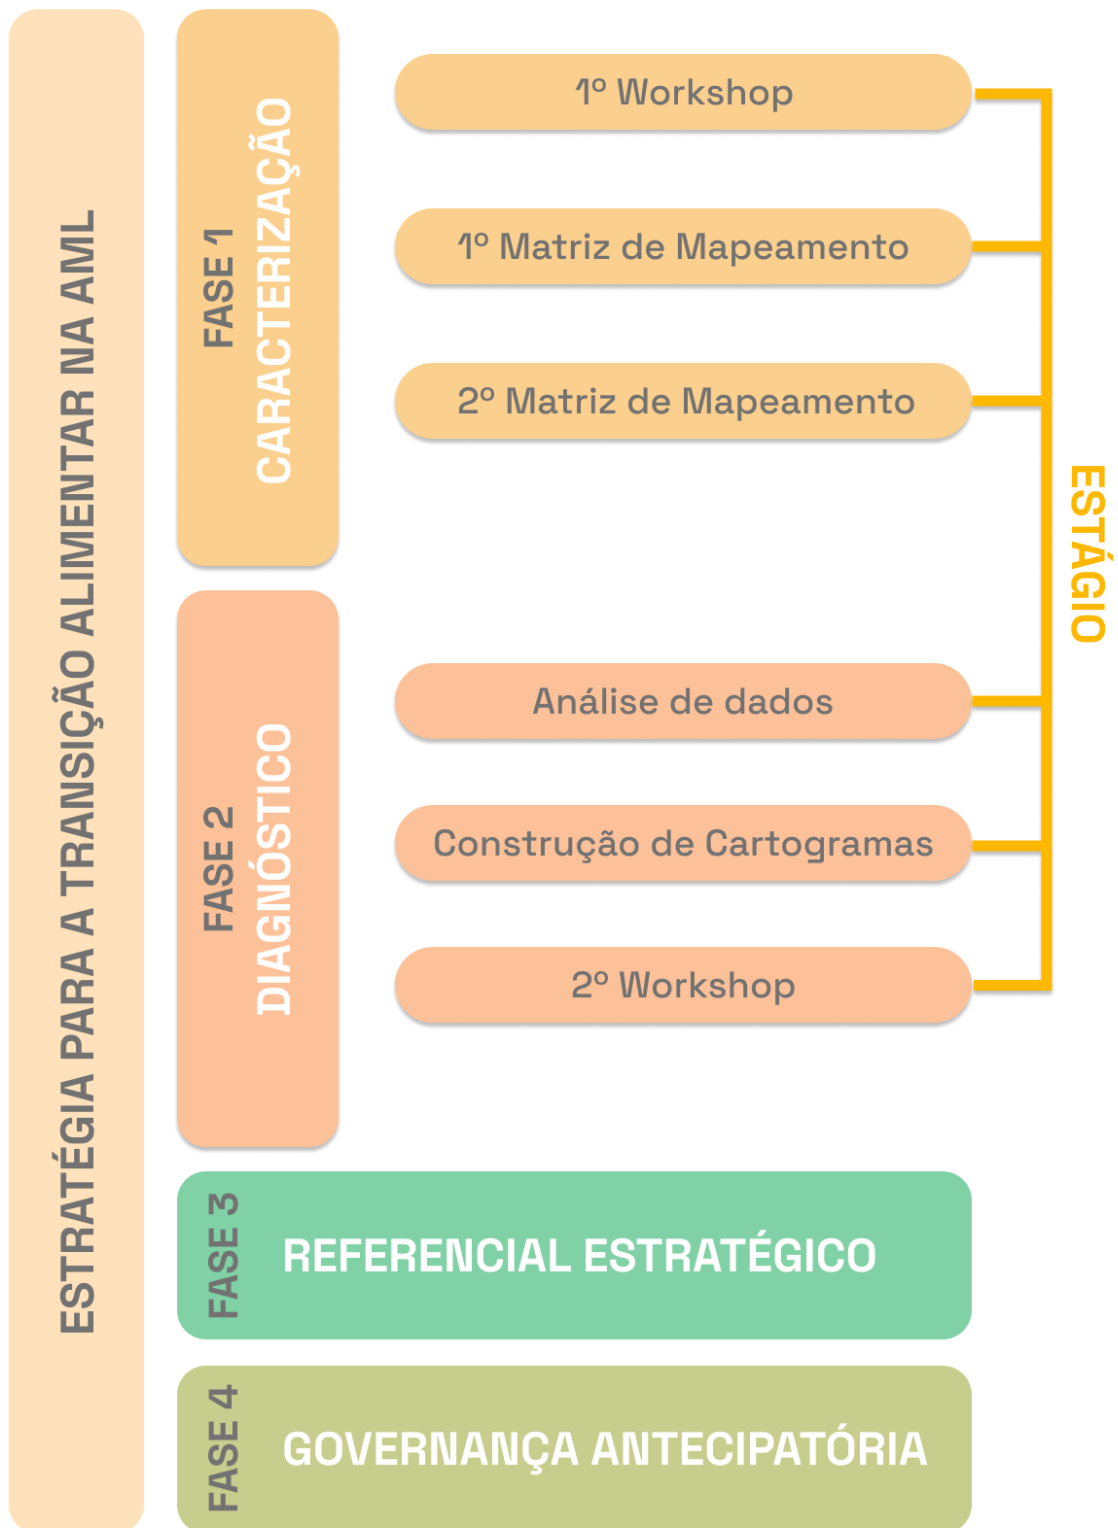 ESTRATÉGIA PARA A TRANSIÇÃO ALIMENTAR NA AML
FASE 1
CARACTERIZAÇÃO
1º Workshop
1º Matriz de Mapeamento
2º Matriz de Mapeamento
FASE 2
DIAGNÓSTICO
Análise de dados
Construção de Cartogramas
2º Workshop
ESTÁGIO
FASE 3
REFERENCIAL ESTRATÉGICO
FASE 4
GOVERNANÇA ANTECIPATÓRIA